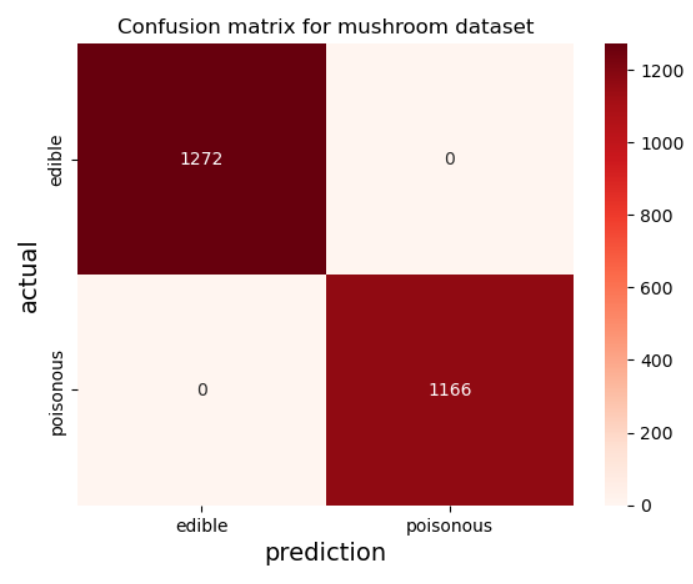 Confusion matrix for mushroom dataset
actual
edible
poisonous
1272
0
0
1166
edible
poisonous
prediction
1200
1000
800
600
400
200
0